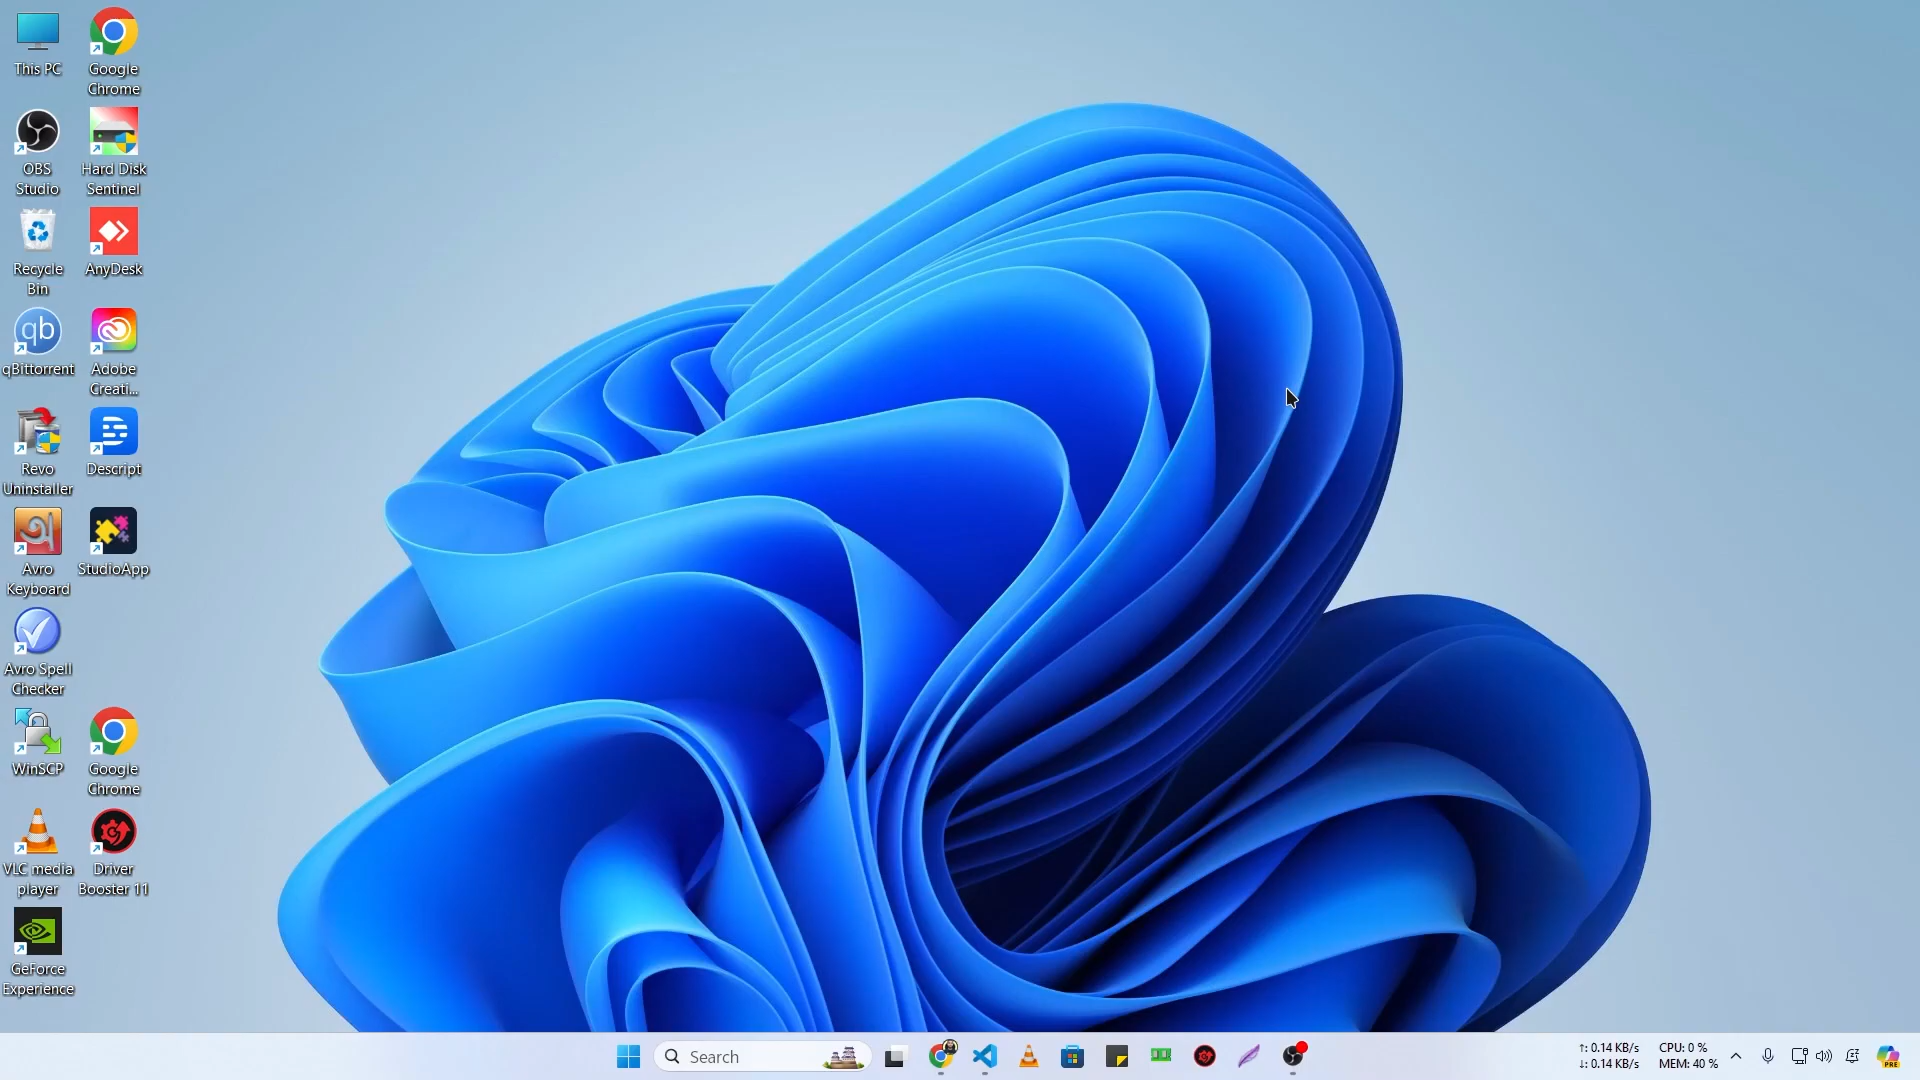 This PC
Google
Chrome
OBS
Studio
Hard Disk
Sentinel
Recycle
Bin
AnyDesk
qb
qBittorrent
Adobe
Creati...
Revo
Uninstaller
Descript
Avro
Keyboard
StudioApp
Avro Spell
Checker
WinSCP
Google
Chrome
VLC media
player
Driver
Booster 11
GeForce
Experience
Search
↑: 0.14 KB/s
↓: 0.14 KB/s
CPU: 0 %
MEM: 40 %
PRE